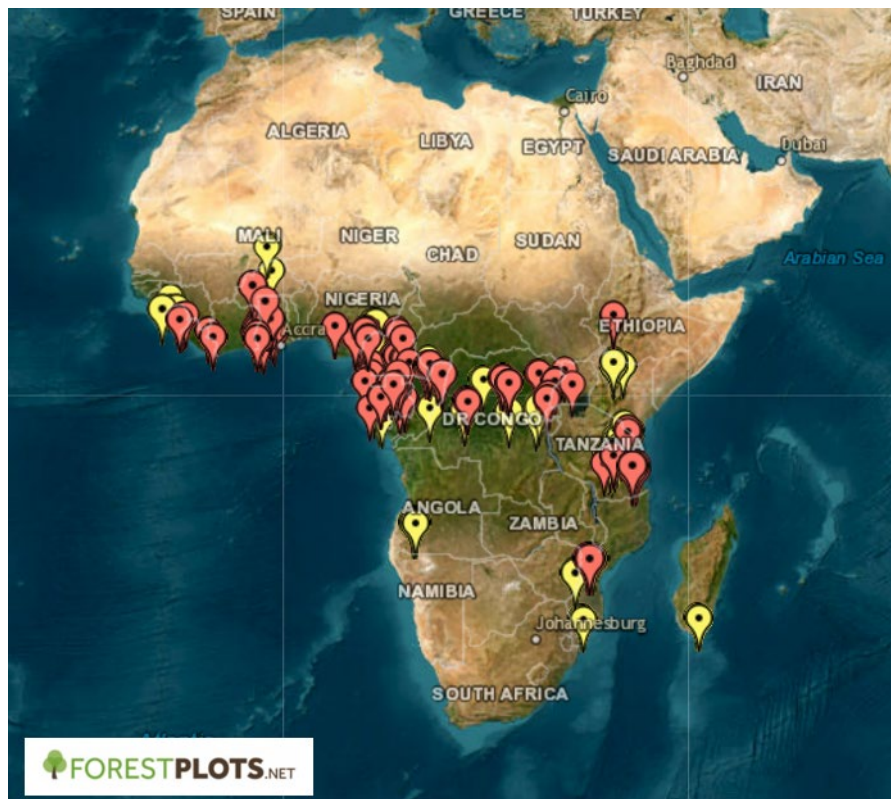 SPAIN
GREECE
TURKEY
Baghdad
IRAN
Cairo
ALGERIA
LIBYA
EGYPT
SAUDI ARABIA
Dubai
MALI
NIGER
CHAD
SUDAN
Arabian Sea
NIGERIA
ETHIOPIA
Accra
DR CONGO
TANZANIA
ANGOLA
ZAMBIA
NAMIBIA
Johannesburg
SOUTH AFRICA
FORESTPLOTS.NET